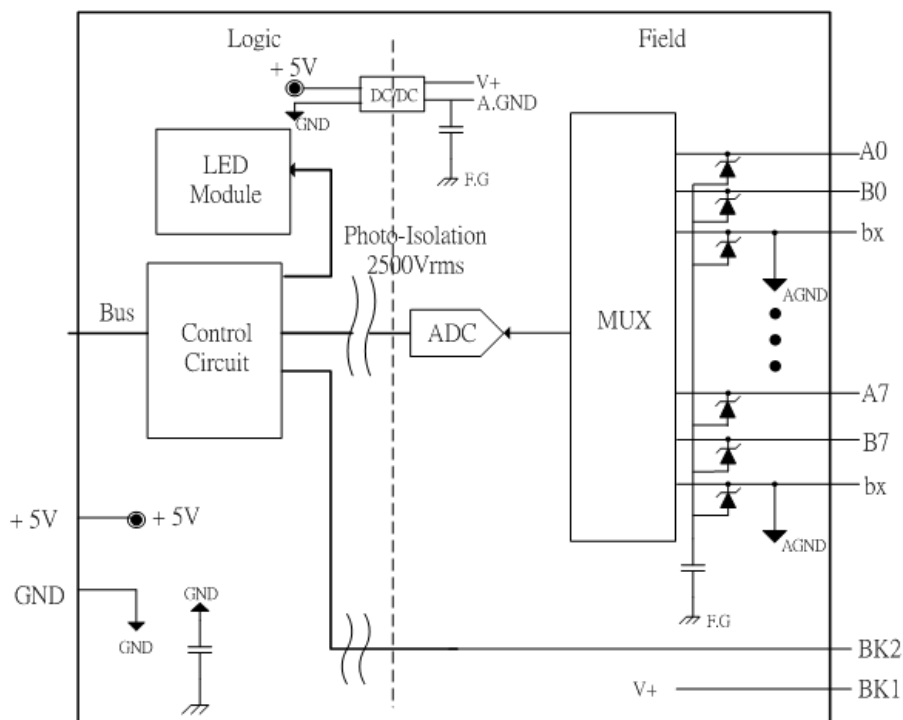 Logic
Field
+ 5V
DC/DC
V+
A.GND
GND
F.G
LED
Module
Photo-Isolation
2500Vrms
Bus
Control
Circuit
ADC
MUX
A0
B0
bx
AGND
A7
B7
bx
AGND
+ 5V
+ 5V
GND
GND
GND
F.G
BK2
V+
BK1